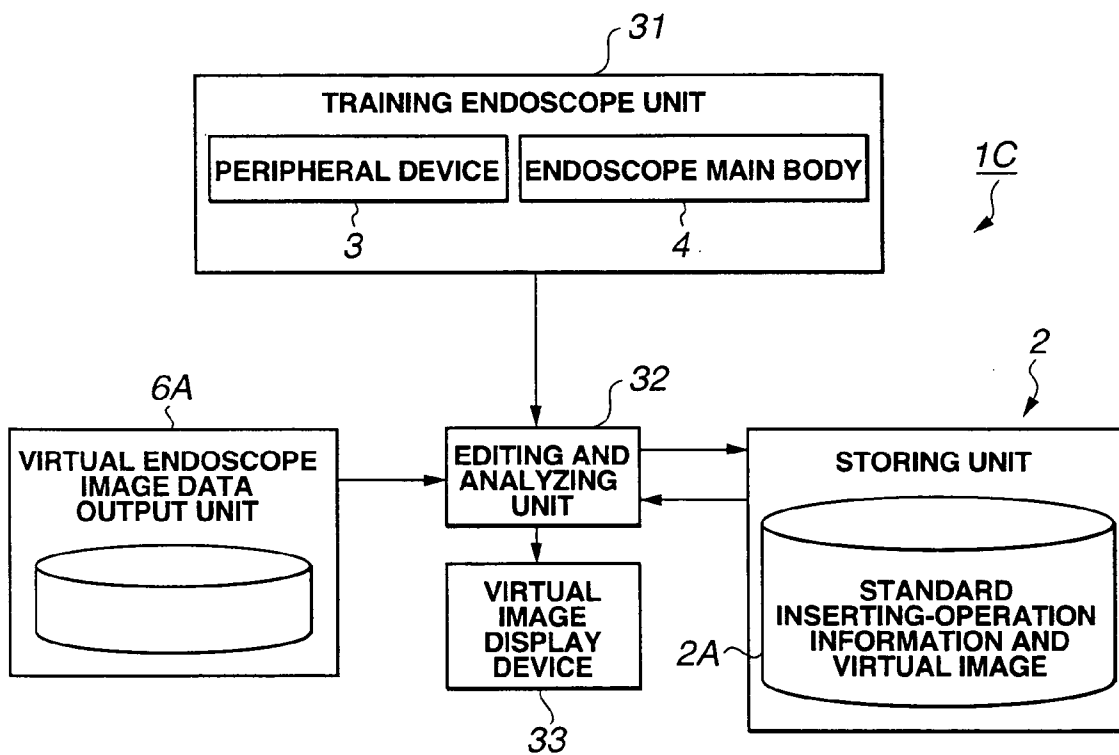 31
TRAINING ENDOSCOPE UNIT
PERIPHERAL DEVICE
ENDOSCOPE MAIN BODY
3
4
1C
6A
VIRTUAL ENDOSCOPE
IMAGE DATA
OUTPUT UNIT
32
EDITING AND
ANALYZING
UNIT
2
STORING UNIT
STANDARD
INSERTING-OPERATION
INFORMATION AND
VIRTUAL IMAGE
2A
VIRTUAL
IMAGE
DISPLAY
DEVICE
33